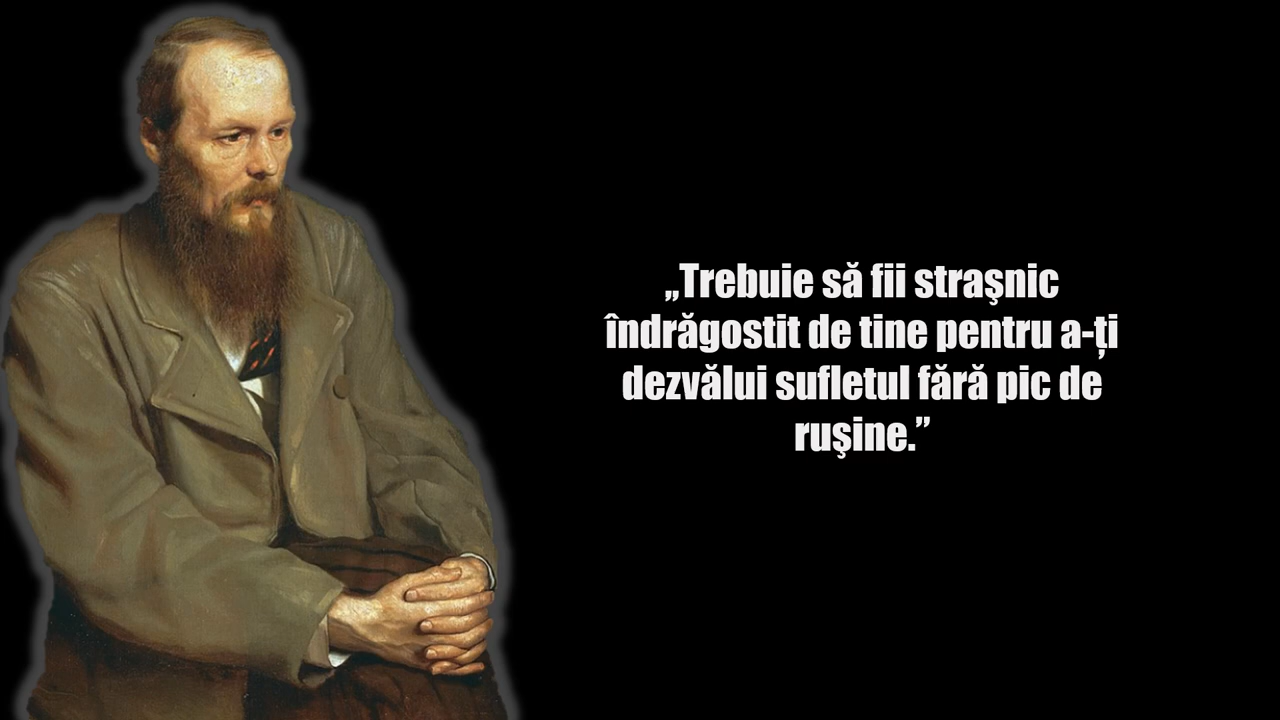 „Trebuie să fii straşnic
îndrăgostit de tine pentru a-ți
dezvălui sufletul fără pic de
ruşine.”